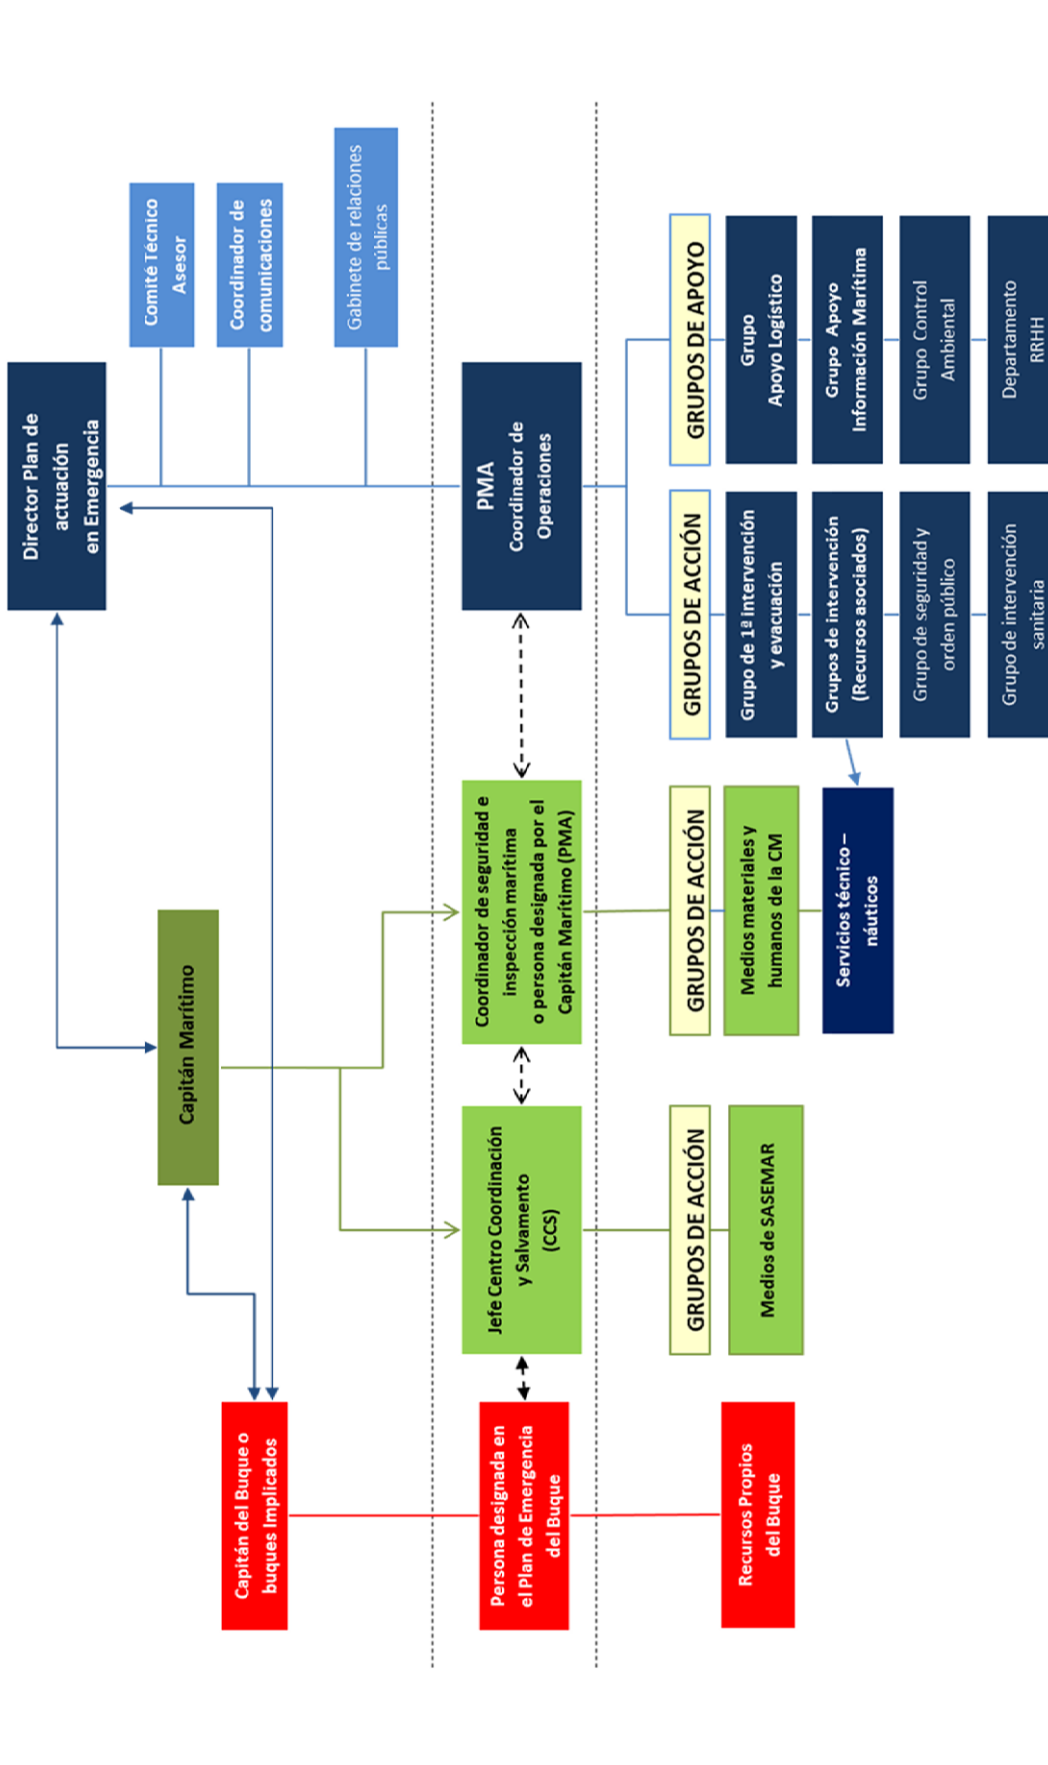 Director Plan de
actuación
en Emergencia
Comité Técnico
Asesor
Coordinador de
comunicaciones
Gabinete de relaciones
públicas
Capitán Marítimo
Capitán del Buque o
buques Implicados
Persona designada en
el Plan de Emergencia
del Buque
Jefe Centro Coordinación
y Salvamento
(CCS)
Coordinador de seguridad e
inspección marítima
o persona designada por el
Capitán Marítimo (PMA)
PMA
Coordinador de
Operaciones
Recursos Propios
del Buque
GRUPOS DE ACCIÓN
Medios de SASEMAR
GRUPOS DE ACCIÓN
Medios materiales y
humanos de la CM
Servicios técnico –
náuticos
GRUPOS DE ACCIÓN
Grupo de 1ª intervención
y evacuación
Grupos de intervención
(Recursos asociados)
Grupo de seguridad y
orden público
Grupo de intervención
sanitaria
GRUPOS DE APOYO
Grupo
Apoyo Logístico
Grupo Apoyo
Información Marítima
Grupo Control
Ambiental
Departamento
RRHH